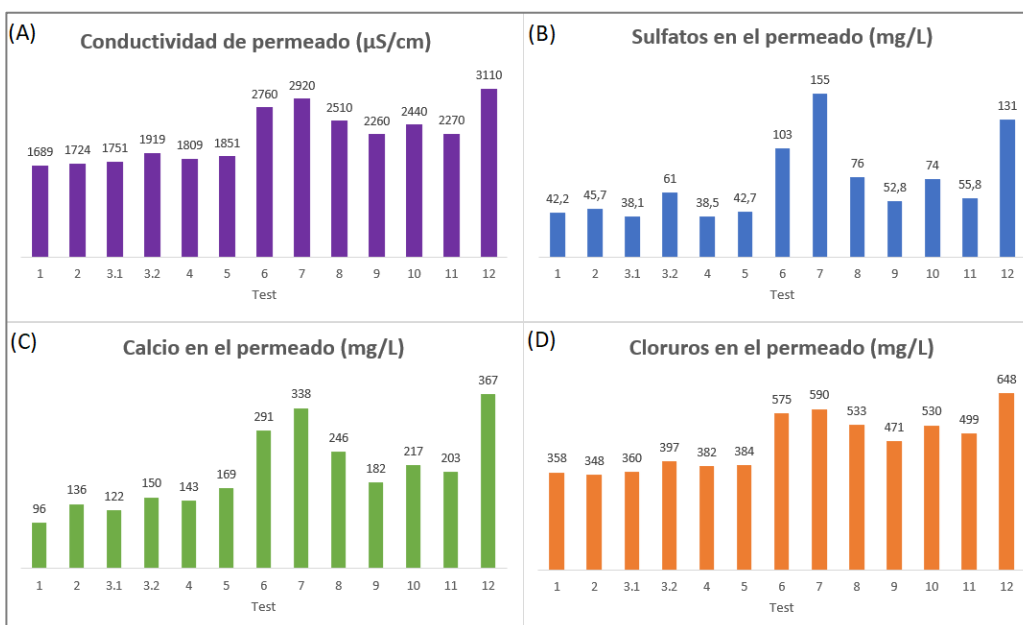 (A)
Conductividad de permeado (µS/cm)
1689 1724 1751 1919 1809 1851 2760 2920 2510 2260 2440 2270 3110
1 2 3.1 3.2 4 5 6 7 8 9 10 11 12
Test
(B)
Sulfatos en el permeado (mg/L)
42,2 45,7 38,1 61 38,5 42,7 103 155 76 52,8 74 55,8 131
1 2 3.1 3.2 4 5 6 7 8 9 10 11 12
Test
(C)
Calcio en el permeado (mg/L)
96 136 122 150 143 169 291 338 246 182 217 203 367
1 2 3.1 3.2 4 5 6 7 8 9 10 11 12
Test
(D)
Cloruros en el permeado (mg/L)
358 348 360 397 382 384 575 590 533 471 530 499 648
1 2 3.1 3.2 4 5 6 7 8 9 10 11 12
Test